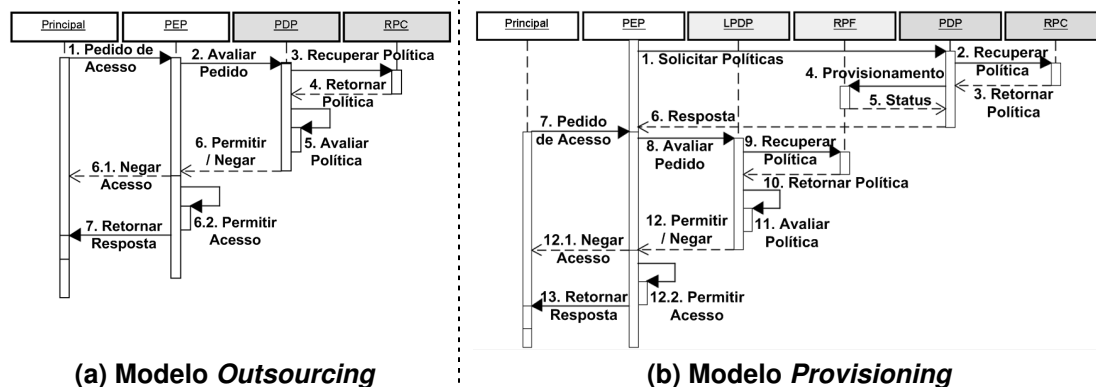 Principal
PEP
PDP
RPC
1. Pedido de
Acesso
2. Avaliar
Pedido
3. Recuperar Política
4. Retornar
Política
5. Avaliar
Política
6. Permitir
/ Negar
6.1. Negar
Acesso
6.2. Permitir
Acesso
7. Retornar
Resposta
(a) Modelo Outsourcing
Principal
PEP
LPDP
RPF
PDP
RPC
1. Solicitar Políticas
2. Recuperar
Política
3. Retornar
Política
4. Provisionamento
5. Status
6. Resposta
7. Pedido
de Acesso
8. Avaliar
Pedido
9. Recuperar
Política
10. Retornar Política
11. Avaliar
Política
12. Permitir
/ Negar
12.1. Negar
Acesso
12.2. Permitir
Acesso
13. Retornar
Resposta
(b) Modelo Provisioning